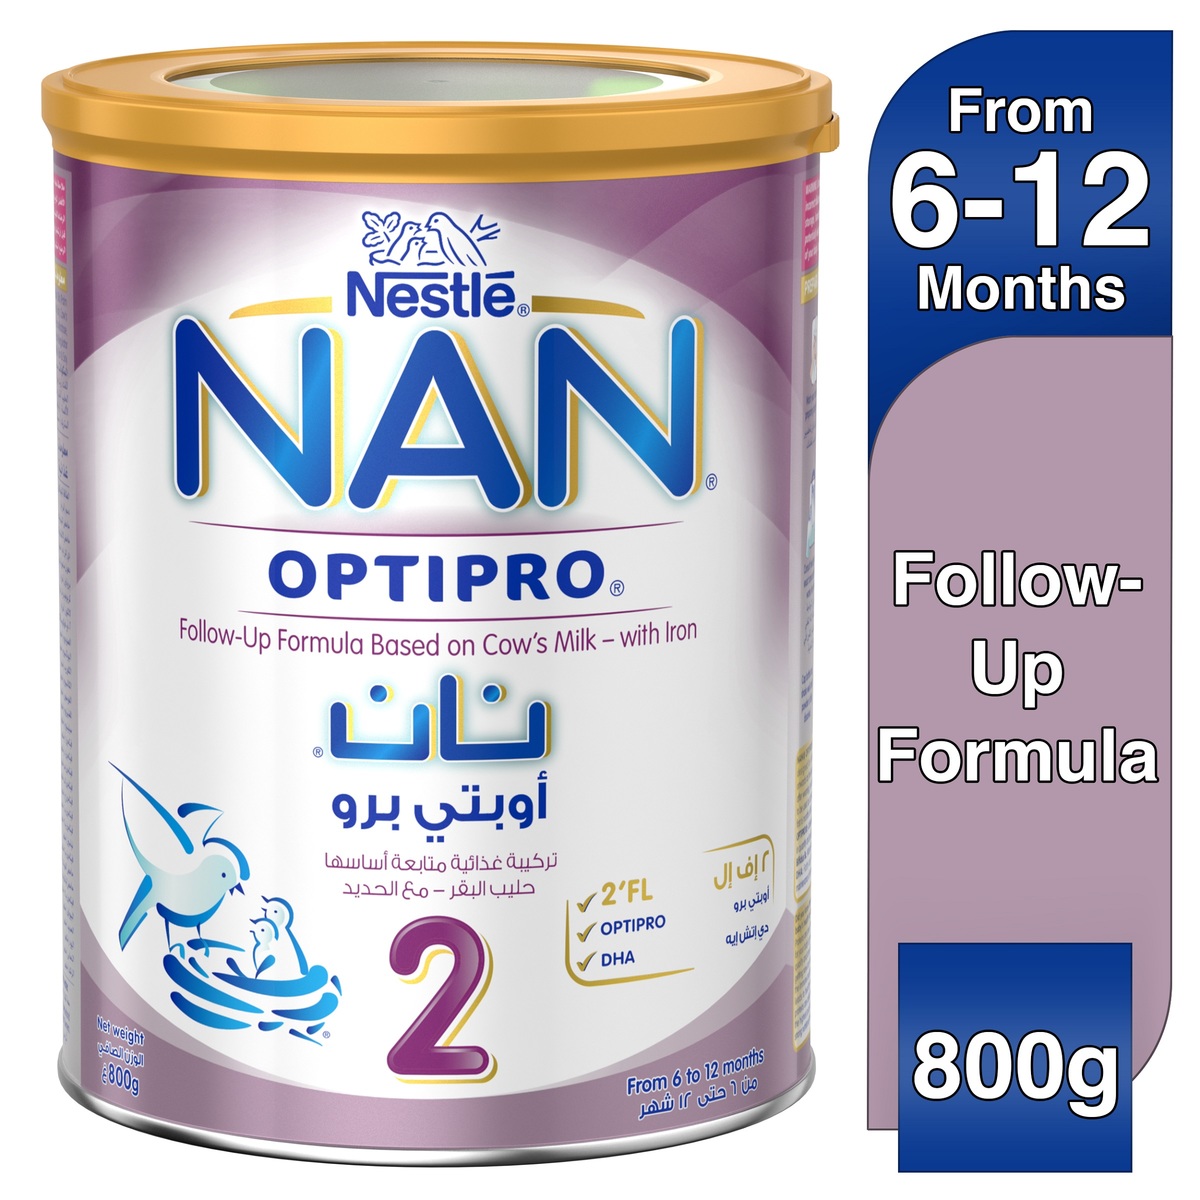 Nestlé®
NAN®
OPTIPRO®
Follow-Up Formula Based on Cow's Milk – with Iron
نان®
أوبتي برو
تركيبة غذائية متابعة أساسها
حليب البقر – مع الحديد
2
✓ 2'FL
✓ OPTIPRO
✓ DHA
٢ إف إل
أوبتي برو
دي إتش إيه
Net weight
الوزن الصافي
800g غ
From 6 to 12 months
من ٦ حتى ١٢ شهر
From
6-12
Months
Follow-
Up
Formula
800g